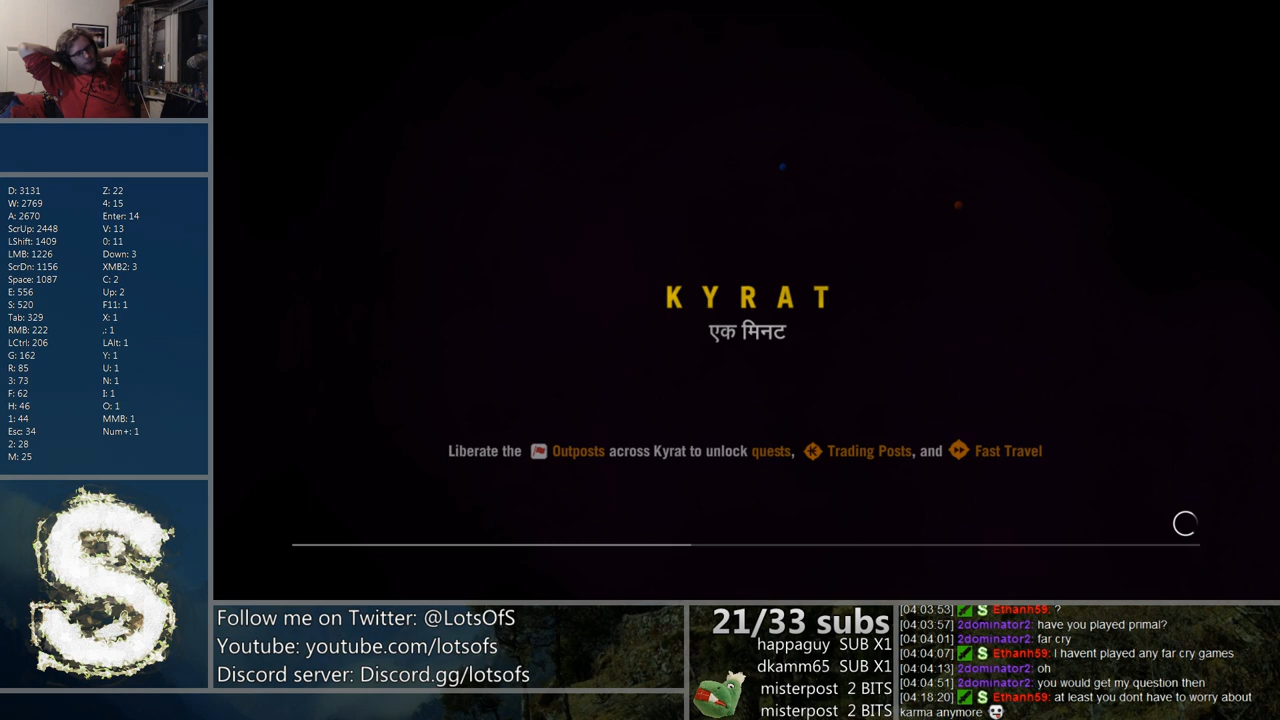 D: 3131
W: 2769
A: 2670
ScrUp: 2448
LShift: 1409
LMB: 1226
ScrDn: 1156
Space: 1087
E: 556
S: 520
Tab: 329
RMB: 222
LCtrl: 206
G: 162
R: 85
3: 73
F: 62
H: 46
1: 44
Esc: 34
2: 28
M: 25
Z: 22
4: 15
Enter: 14
V: 13
0: 11
Down: 3
XMB2: 3
C: 2
Up: 2
F11: 1
X: 1
.: 1
LAlt: 1
Y: 1
U: 1
N: 1
I: 1
O: 1
MMB: 1
Num+: 1
S
KYRAT
एक मिनट
Liberate the Outposts across Kyrat to unlock quests, Trading Posts, and Fast Travel
Follow me on Twitter: @LotsOfS
Youtube: youtube.com/lotsofs
Discord server: Discord.gg/lotsofs
21/33 subs
happaguy SUB X1
dkamm65 SUB X1
misterpost 2 BITS
misterpost 2 BITS
[04:03:53] S Ethanh59: ?
[04:03:57] 2dominator2: have you played primal?
[04:04:01] 2dominator2: far cry
[04:04:07] S Ethanh59: I havent played any far cry games
[04:04:13] 2dominator2: oh
[04:04:51] 2dominator2: you would get my question then
[04:18:20] S Ethanh59: at least you dont have to worry about
karma anymore